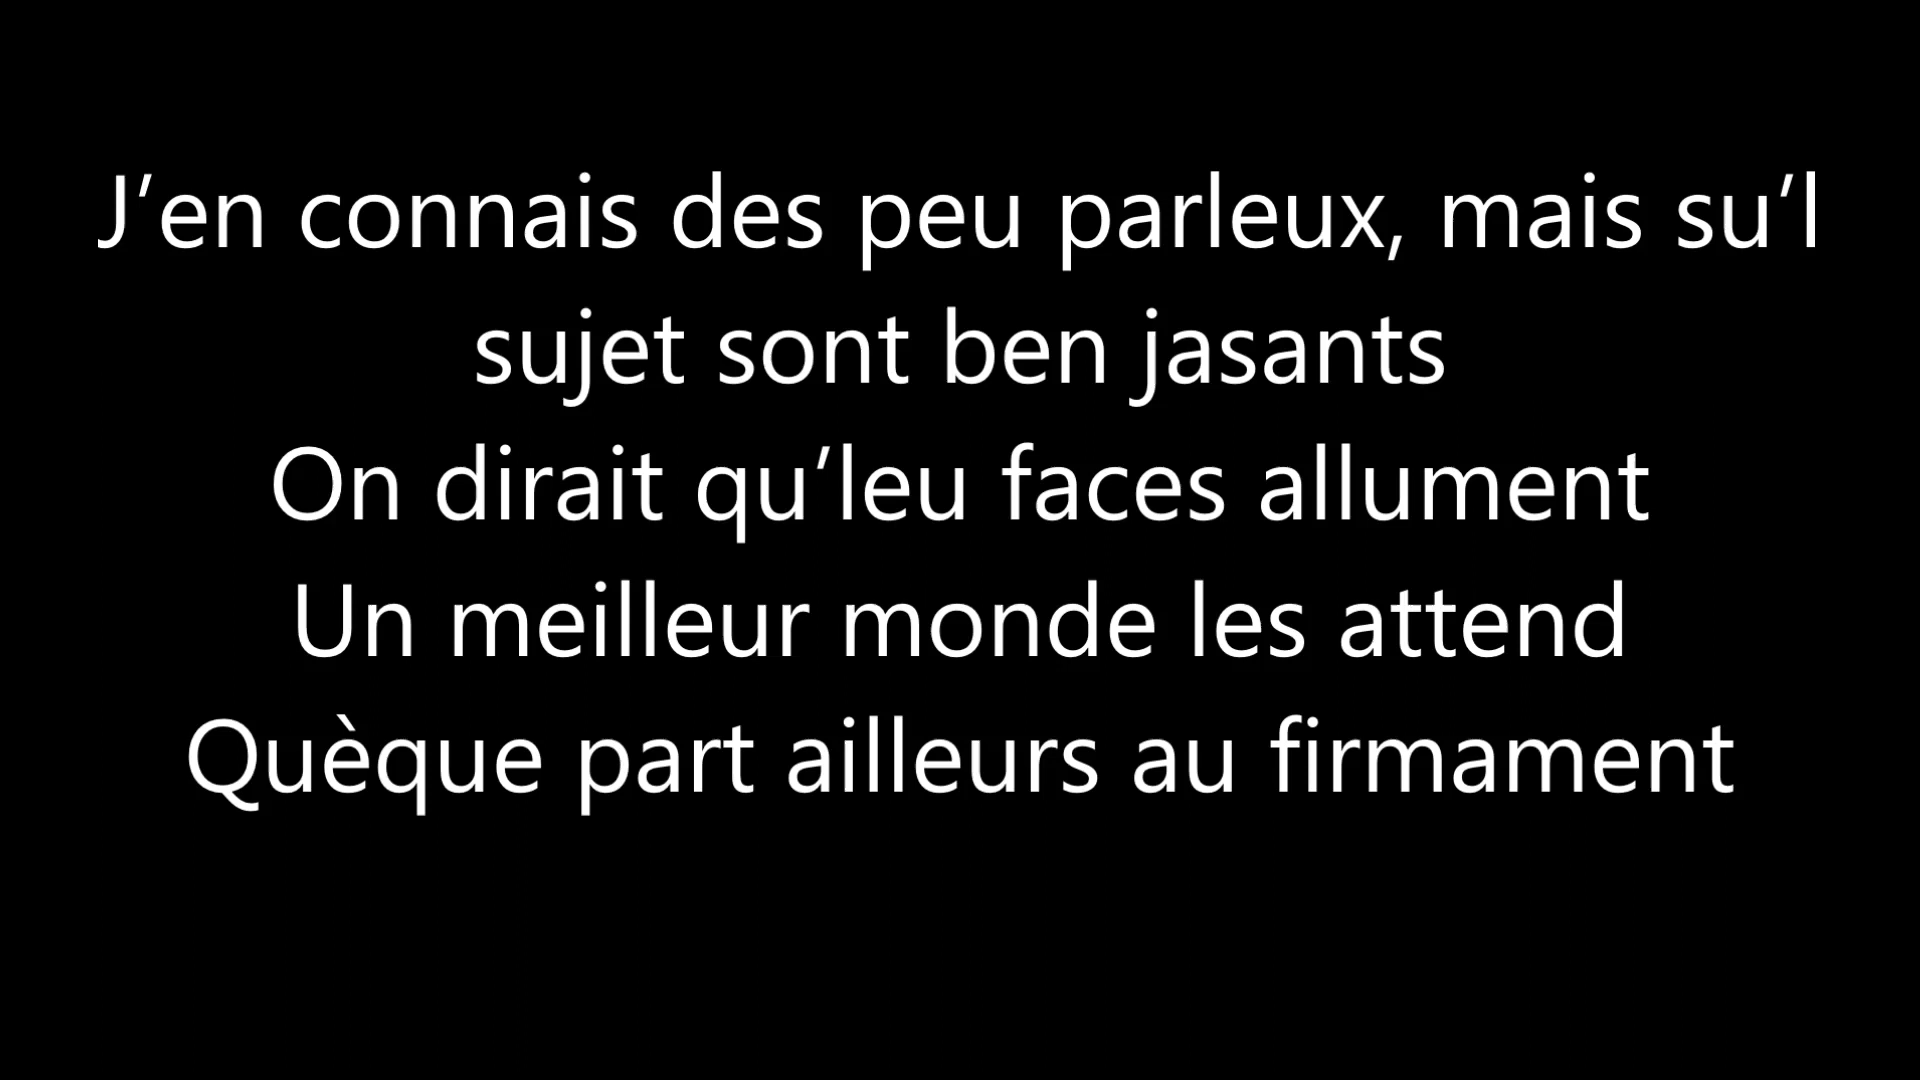 J’en connais des peu parleux, mais su’l
sujet sont ben jasants
On dirait qu’leu faces allument
Un meilleur monde les attend
Quèque part ailleurs au firmament